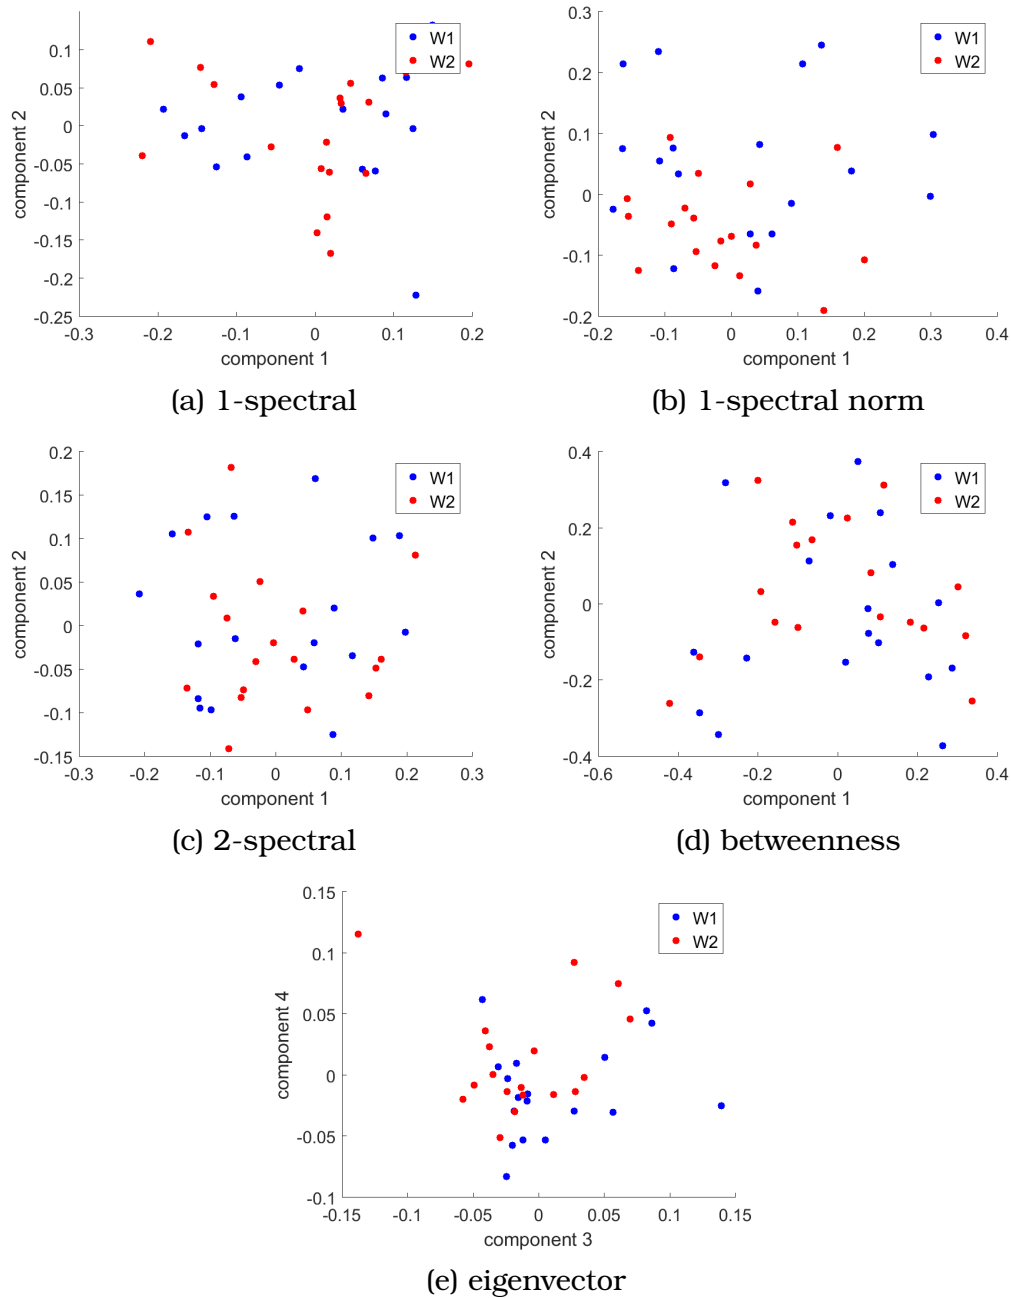 0.1
0.05
0
-0.05
-0.1
-0.15
-0.2
-0.25
-0.3
-0.2
-0.1
0
0.1
0.2
component 2
component 1
W1
W2
(a) 1-spectral
0.3
0.2
0.1
0
-0.1
-0.2
-0.2
-0.1
0
0.1
0.2
0.3
0.4
component 2
component 1
W1
W2
(b) 1-spectral norm
0.2
0.15
0.1
0.05
0
-0.05
-0.1
-0.15
-0.3
-0.2
-0.1
0
0.1
0.2
0.3
component 2
component 1
W1
W2
(c) 2-spectral
0.4
0.2
0
-0.2
-0.4
-0.6
-0.4
-0.2
0
0.2
0.4
component 2
component 1
W1
W2
(d) betweenness
0.15
0.1
0.05
0
-0.05
-0.1
-0.15
-0.1
-0.05
0
0.05
0.1
0.15
component 4
component 3
W1
W2
(e) eigenvector